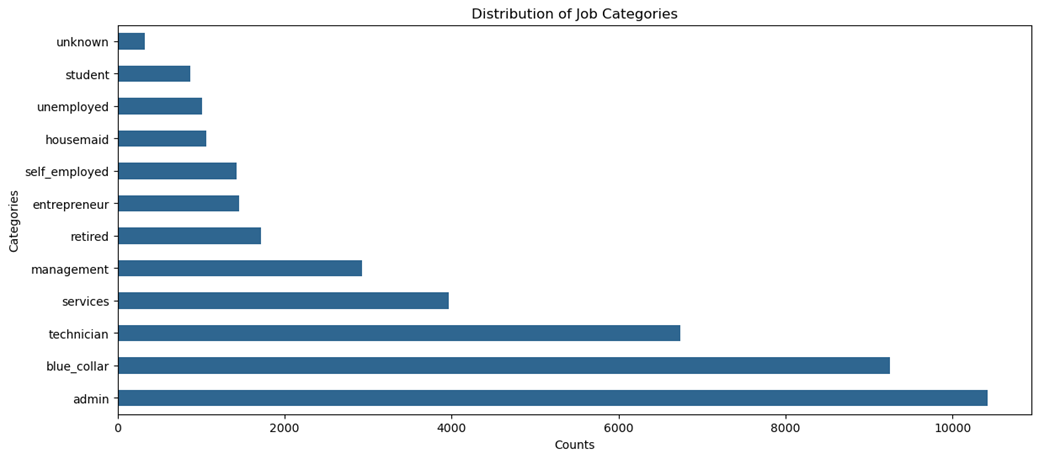 Distribution of Job Categories
unknown
student
unemployed
housemaid
self_employed
entrepreneur
retired
management
services
technician
blue_collar
admin
Categories
0 2000 4000 6000 8000 10000
Counts